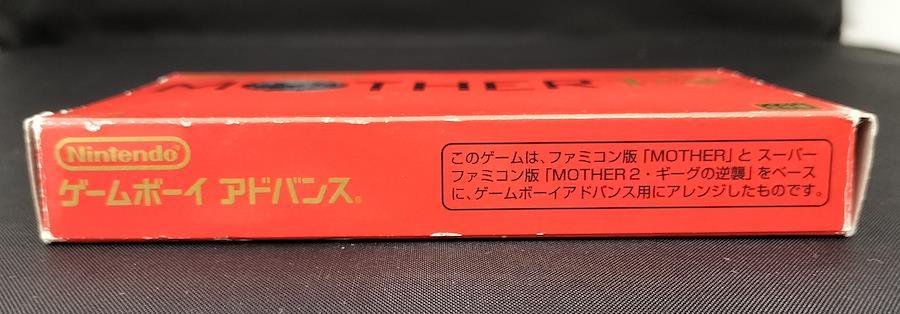 MOTHER 1+2
Nintendo
ゲームボーイ アドバンス®
このゲームは、ファミコン版「MOTHER」と スーパー
ファミコン版「MOTHER2・ギーグの逆襲」をベース
に、ゲームボーイアドバンス用にアレンジしたものです。